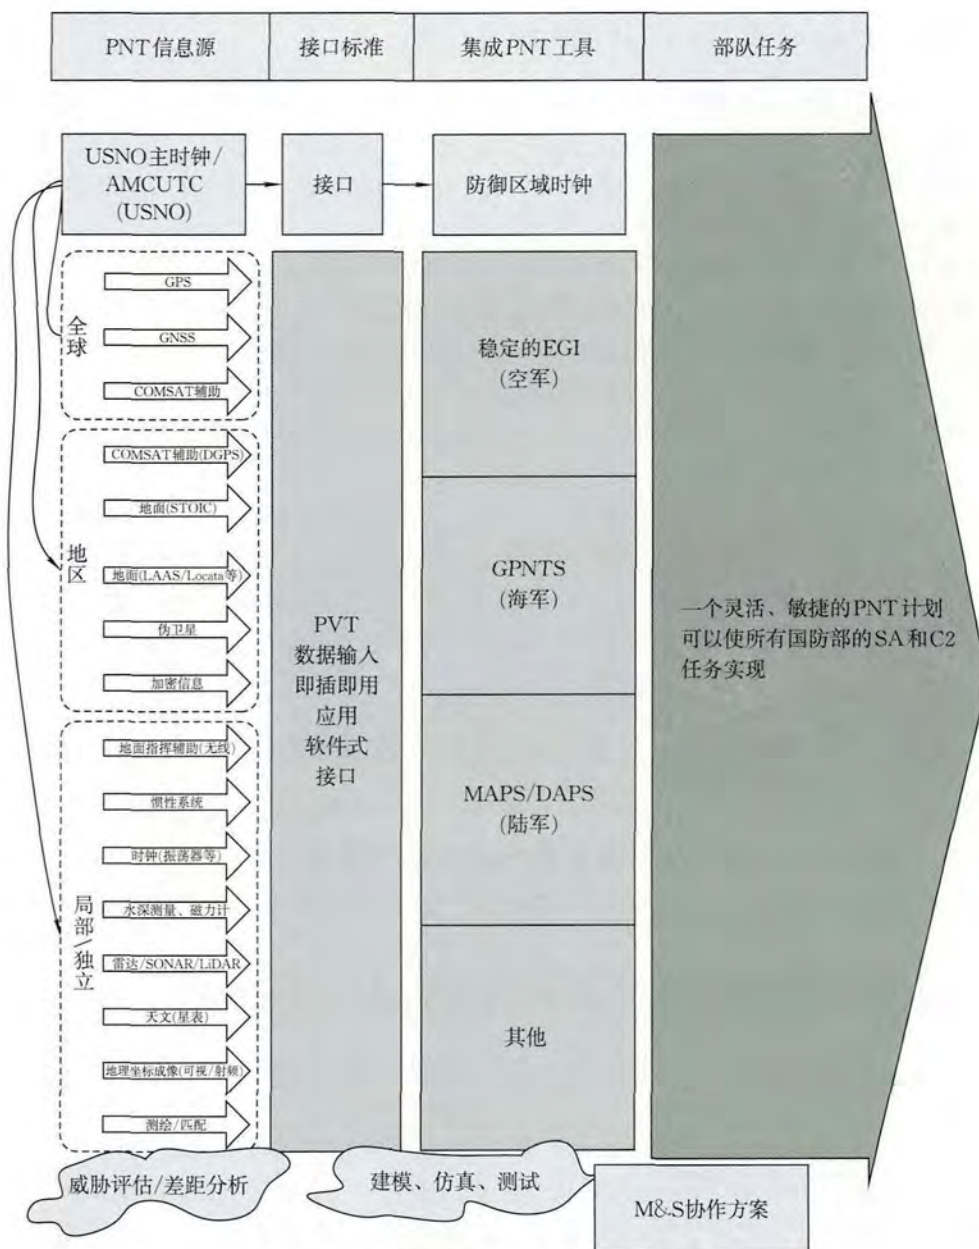 PNT信息源
接口标准
集成PNT工具
部队任务
USNO主时钟/
AMCUTC
(USNO)
接口
防御区域时钟
全球
GPS
GNSS
COMSAT辅助
地区
COMSAT辅助(DGPS)
地面(STOIC)
地面(LAAS/Locata等)
伪卫星
加密信息
局部/独立
地面指挥辅助(无线)
惯性系统
时钟(振荡器等)
水深测量、磁力计
雷达/SONAR/LiDAR
天文(星表)
地理坐标成像(可视/射频)
测绘/匹配
PVT
数据输入
即插即用
应用
软件式
接口
稳定的EGI
(空军)
GPNTS
(海军)
MAPS/DAPS
(陆军)
其他
一个灵活、敏捷的PNT计划
可以使所有国防部的SA和C2
任务实现
威胁评估/差距分析
建模、仿真、测试
M&S协作方案